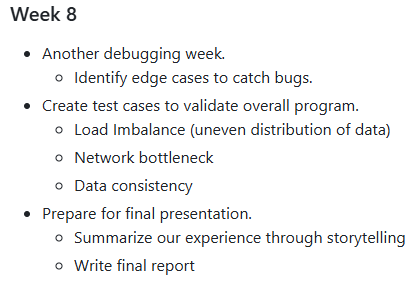 Week 8
Another debugging week.
Identify edge cases to catch bugs.
Create test cases to validate overall program.
Load Imbalance (uneven distribution of data)
Network bottleneck
Data consistency
Prepare for final presentation.
Summarize our experience through storytelling
Write final report